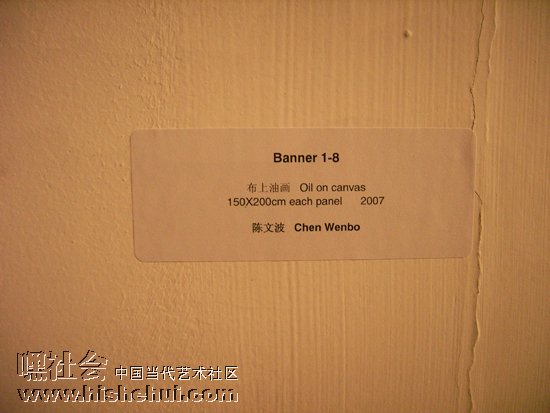 Banner 1-8
布上油画 Oil on canvas
150X200cm each panel 2007
陈文波 Chen Wenbo
嘿社会 中国当代艺术社区
www.hishehui.com